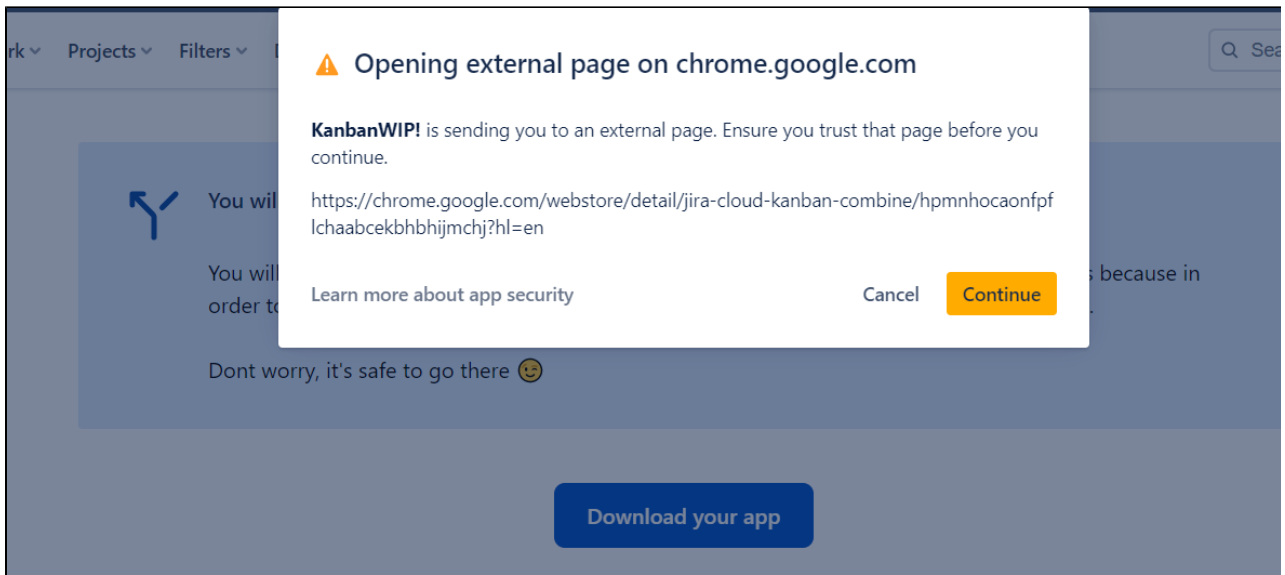 rk Projects Filters
Sea
Opening external page on chrome.google.com
KanbanWIP! is sending you to an external page. Ensure you trust that page before you
continue.
https://chrome.google.com/webstore/detail/jira-cloud-kanban-combine/hpmnhocaonfpf
lchaabcekbhbhijmchj?hl=en
Learn more about app security Cancel Continue
You wil
You will s because in
order to
Dont worry, it's safe to go there 😉
Download your app